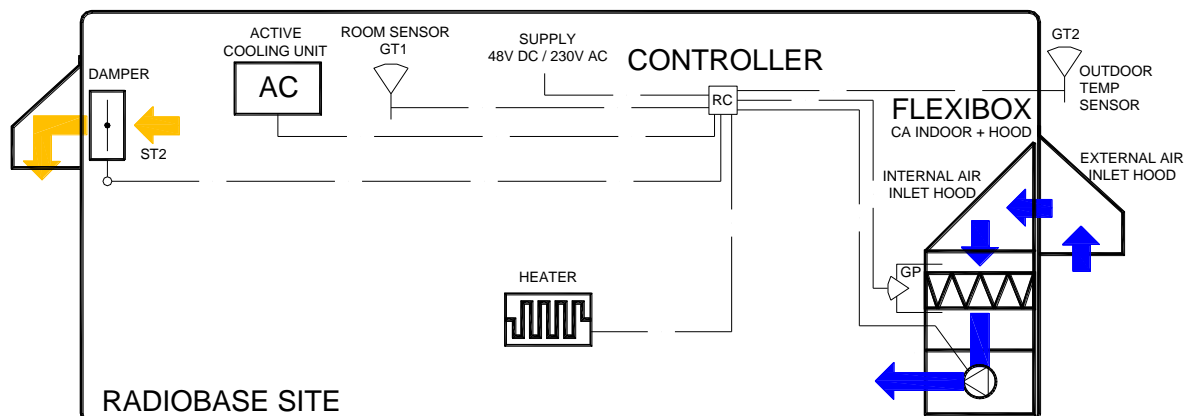 ACTIVE
COOLING UNIT
AC
ROOM SENSOR
GT1
SUPPLY
48V DC / 230V AC
CONTROLLER
RC
GT2
OUTDOOR
TEMP
SENSOR
DAMPER
ST2
FLEXIBOX
CA INDOOR + HOOD
INTERNAL AIR
INLET HOOD
EXTERNAL AIR
INLET HOOD
GP
HEATER
RADIOBASE SITE